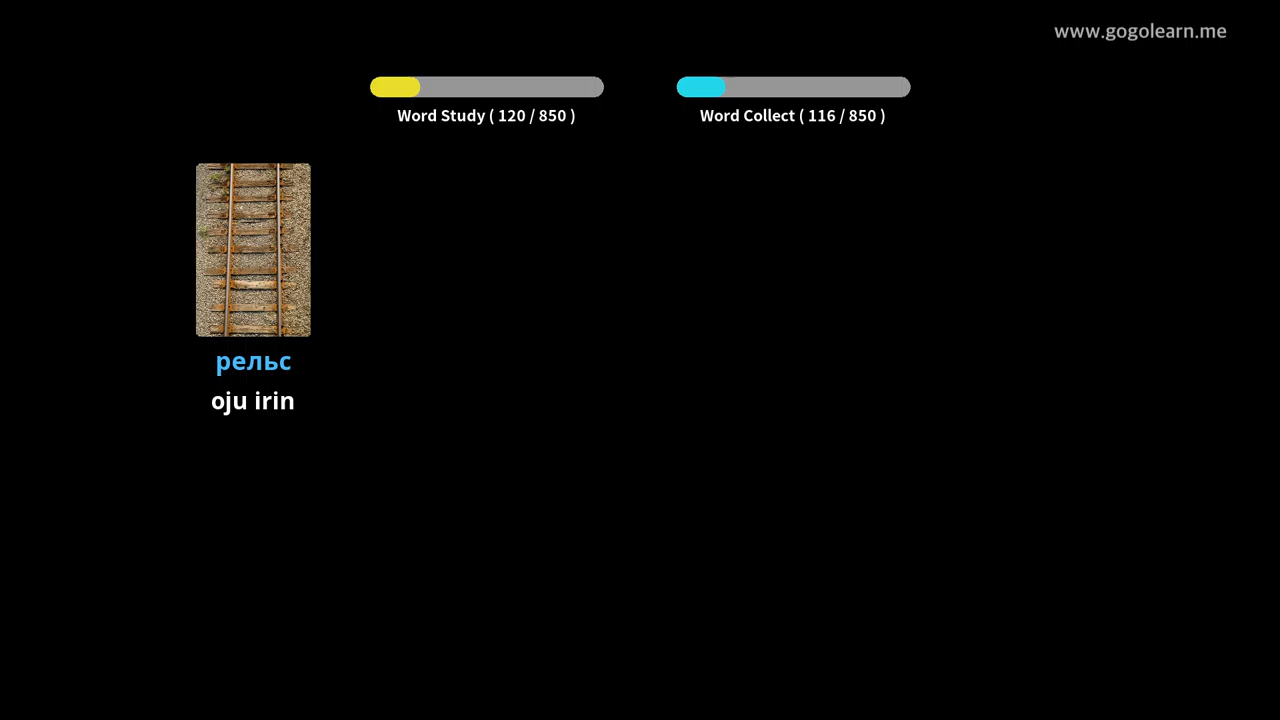 www.gogolearn.me
Word Study ( 120 / 850 )
Word Collect ( 116 / 850 )
рельс
oju irin